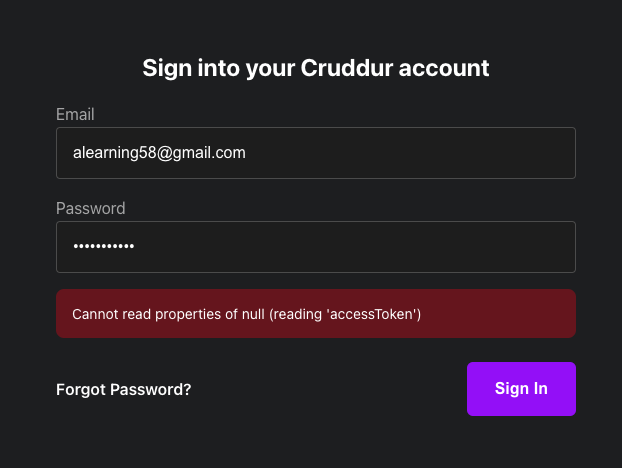 Sign into your Cruddur account
Email
alearning58@gmail.com
Password
•••••••••••
Cannot read properties of null (reading 'accessToken')
Forgot Password?
Sign In